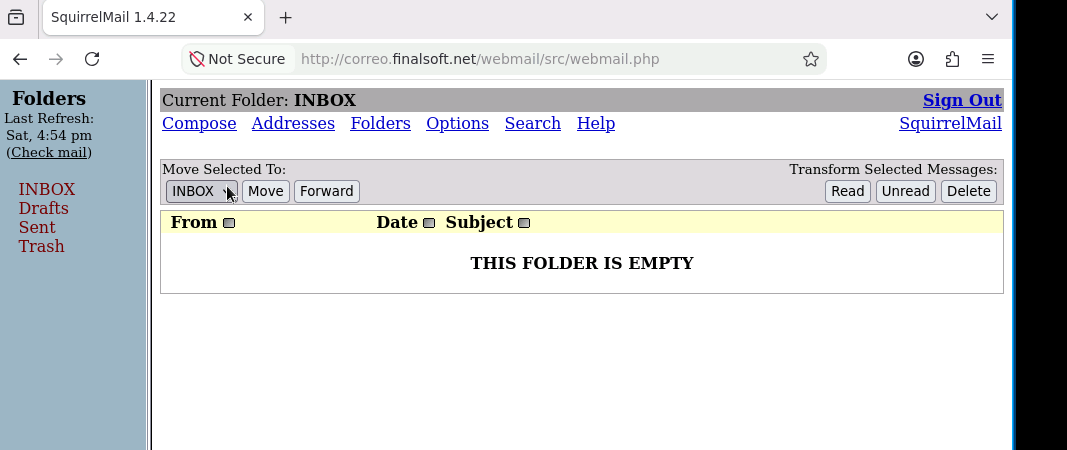 SquirrelMail 1.4.22
Not Secure http://correo.finalsoft.net/webmail/src/webmail.php
Folders
Last Refresh:
Sat, 4:54 pm
(Check mail)
INBOX
Drafts
Sent
Trash
Current Folder: INBOX Sign Out
Compose Addresses Folders Options Search Help SquirrelMail
Move Selected To: Transform Selected Messages:
INBOX Move Forward Read Unread Delete
From Date Subject
THIS FOLDER IS EMPTY